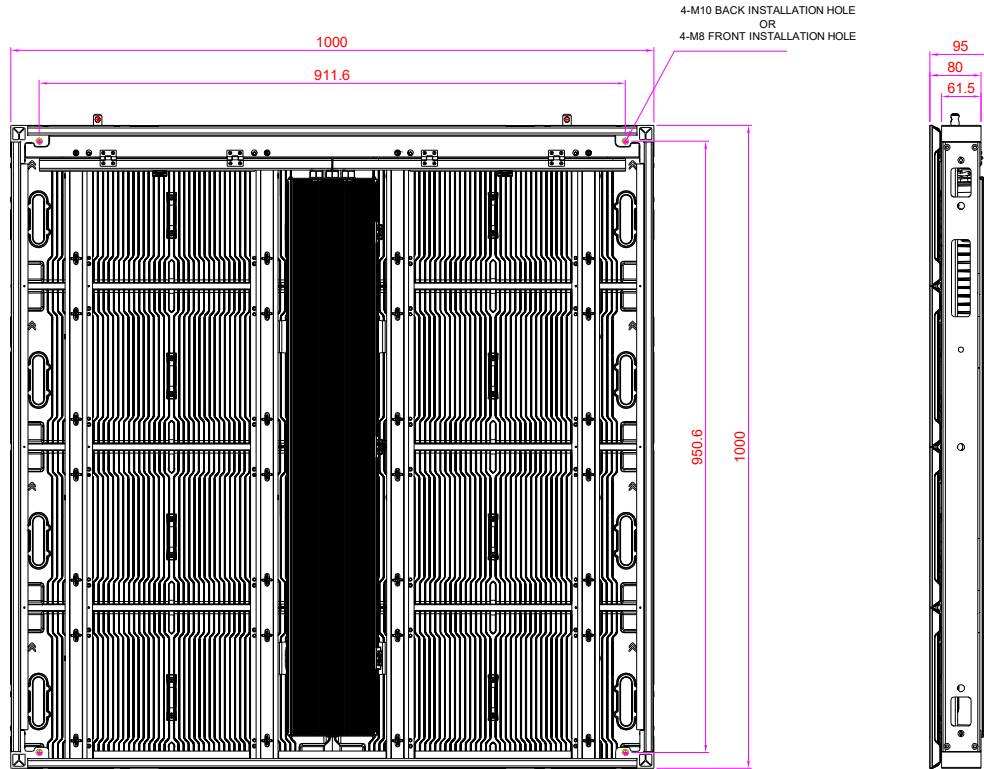 4-M10 BACK INSTALLATION HOLE
OR
4-M8 FRONT INSTALLATION HOLE
1000
911.6
95
80
61.5
950.6
1000